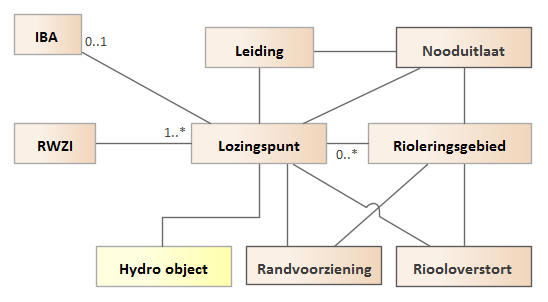 IBA
0..1
Leiding
Nooduitlaat
RWZI
1..*
Lozingspunt
0..*
Rioleringsgebied
Hydro object
Randvoorziening
Riooloverstort